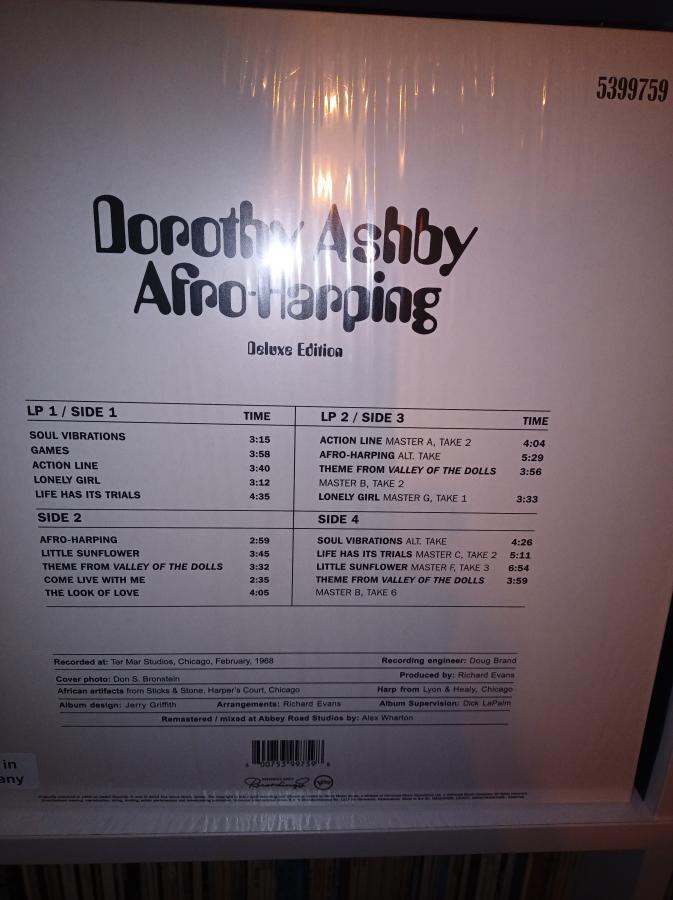 5399759
Dorothy Ashby
Afro-Harping
Deluxe Edition
LP 1 / SIDE 1 TIME
SOUL VIBRATIONS 3:15
GAMES 3:58
ACTION LINE 3:40
LONELY GIRL 3:12
LIFE HAS ITS TRIALS 4:35
SIDE 2
AFRO-HARPING 2:59
LITTLE SUNFLOWER 3:45
THEME FROM VALLEY OF THE DOLLS 3:32
COME LIVE WITH ME 2:35
THE LOOK OF LOVE 4:05
LP 2 / SIDE 3 TIME
ACTION LINE MASTER A, TAKE 2 4:04
AFRO-HARPING ALT. TAKE 5:29
THEME FROM VALLEY OF THE DOLLS 3:56
MASTER B, TAKE 2
LONELY GIRL MASTER G, TAKE 1 3:33
SIDE 4
SOUL VIBRATIONS ALT. TAKE 4:26
LIFE HAS ITS TRIALS MASTER C, TAKE 2 5:11
LITTLE SUNFLOWER MASTER F, TAKE 3 6:54
THEME FROM VALLEY OF THE DOLLS 3:59
MASTER B, TAKE 6
Recorded at: Ter Mar Studios, Chicago, February, 1968 Recording engineer: Doug Brand
Cover photo: Don S. Bronstein Produced by: Richard Evans
African artifacts from Sticks & Stone, Harper's Court, Chicago Harp from Lyon & Healy, Chicago
Album design: Jerry Griffith Arrangements: Richard Evans Album Supervision: Dick LaPalm
Remastered / mixed at Abbey Road Studios by: Alex Wharton
6 00753 99759 8
in
any
Recordings
verve